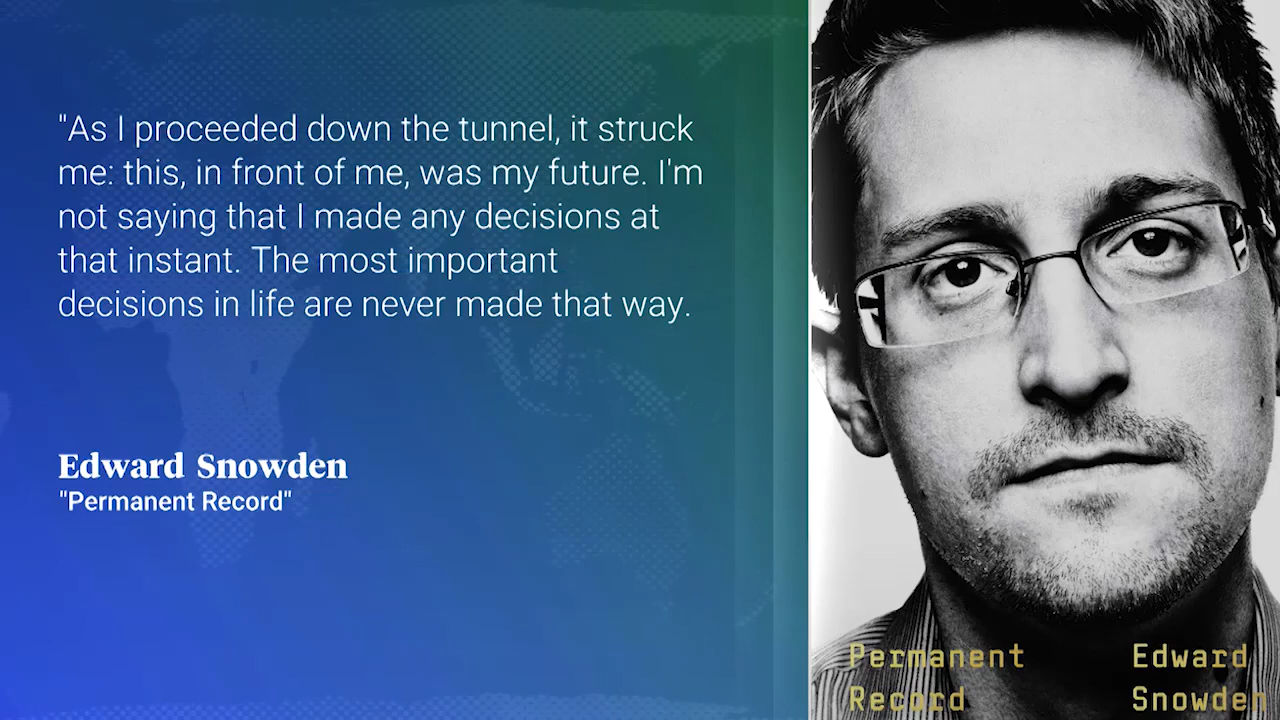 "As I proceeded down the tunnel, it struck
me: this, in front of me, was my future. I'm
not saying that I made any decisions at
that instant. The most important
decisions in life are never made that way.
Edward Snowden
"Permanent Record"
Permanent
Record
Edward
Snowden